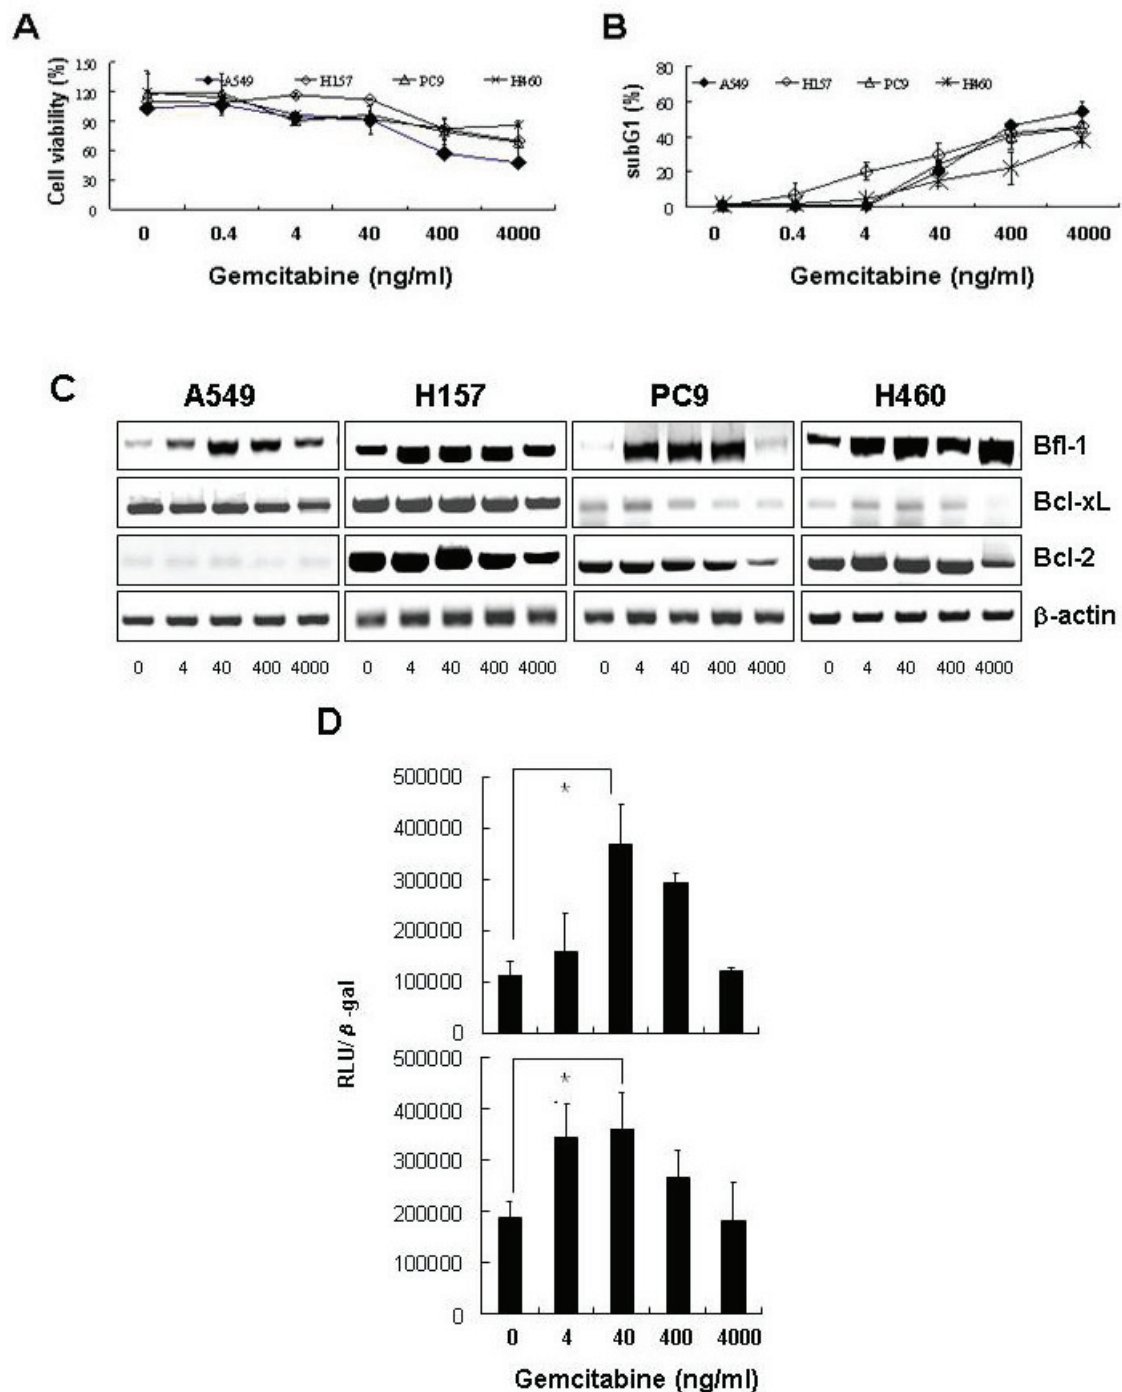 A
Cell viability (%)
150
120
90
60
30
0
A549 H157 PC9 H460
0 0.4 4 40 400 4000
Gemcitabine (ng/ml)
B
subG1 (%)
80
60
40
20
0
A549 H157 PC9 H460
0 0.4 4 40 400 4000
Gemcitabine (ng/ml)
C
A549 H157 PC9 H460
Bfl-1
Bcl-xL
Bcl-2
β-actin
0 4 40 400 4000 0 4 40 400 4000 0 4 40 400 4000 0 4 40 400 4000
D
RLU/β-gal
500000
*
400000
300000
200000
100000
0
500000
*
400000
300000
200000
100000
0
0 4 40 400 4000
Gemcitabine (ng/ml)